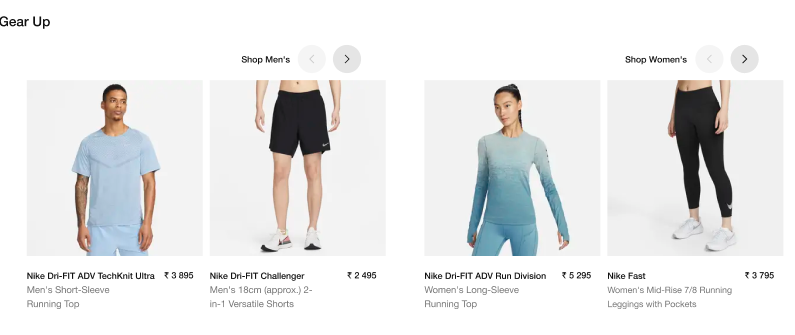 Gear Up
Shop Men's
Shop Women's
Nike Dri-FIT ADV TechKnit Ultra ₹ 3 895
Men's Short-Sleeve
Running Top
Nike Dri-FIT Challenger ₹ 2 495
Men's 18cm (approx.) 2-
in-1 Versatile Shorts
Nike Dri-FIT ADV Run Division ₹ 5 295
Women's Long-Sleeve
Running Top
Nike Fast ₹ 3 795
Women's Mid-Rise 7/8 Running
Leggings with Pockets